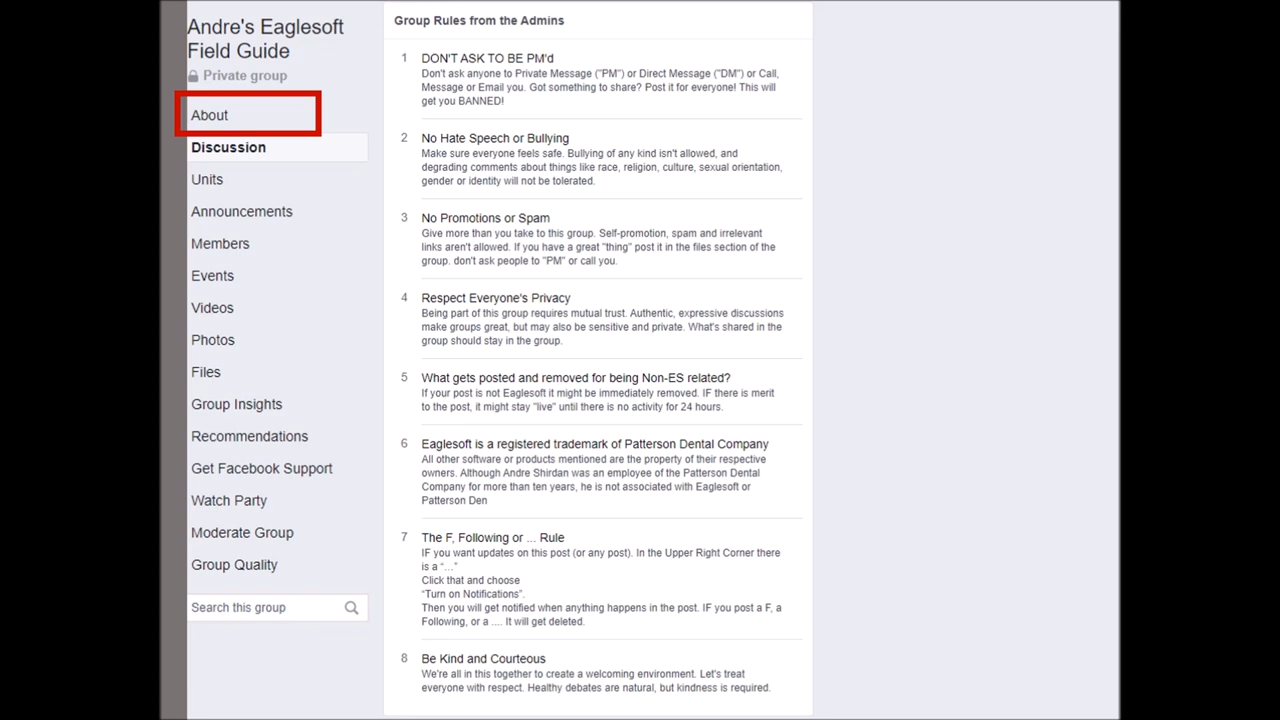 Andre's Eaglesoft
Field Guide
Private group
About
Discussion
Units
Announcements
Members
Events
Videos
Photos
Files
Group Insights
Recommendations
Get Facebook Support
Watch Party
Moderate Group
Group Quality
Search this group
Group Rules from the Admins
1 DON'T ASK TO BE PM'd
Don't ask anyone to Private Message ("PM") or Direct Message ("DM") or Call,
Message or Email you. Got something to share? Post it for everyone! This will
get you BANNED!
2 No Hate Speech or Bullying
Make sure everyone feels safe. Bullying of any kind isn't allowed, and
degrading comments about things like race, religion, culture, sexual orientation,
gender or identity will not be tolerated.
3 No Promotions or Spam
Give more than you take to this group. Self-promotion, spam and irrelevant
links aren't allowed. If you have a great "thing" post it in the files section of the
group. don't ask people to "PM" or call you.
4 Respect Everyone's Privacy
Being part of this group requires mutual trust. Authentic, expressive discussions
make groups great, but may also be sensitive and private. What's shared in the
group should stay in the group.
5 What gets posted and removed for being Non-ES related?
If your post is not Eaglesoft it might be immediately removed. IF there is merit
to the post, it might stay "live" until there is no activity for 24 hours.
6 Eaglesoft is a registered trademark of Patterson Dental Company
All other software or products mentioned are the property of their respective
owners. Although Andre Shirdan was an employee of the Patterson Dental
Company for more than ten years, he is not associated with Eaglesoft or
Patterson Den
7 The F, Following or ... Rule
IF you want updates on this post (or any post). In the Upper Right Corner there
is a “…”
Click that and choose
“Turn on Notifications”.
Then you will get notified when anything happens in the post. IF you post a F, a
Following, or a .... It will get deleted.
8 Be Kind and Courteous
We're all in this together to create a welcoming environment. Let's treat
everyone with respect. Healthy debates are natural, but kindness is required.